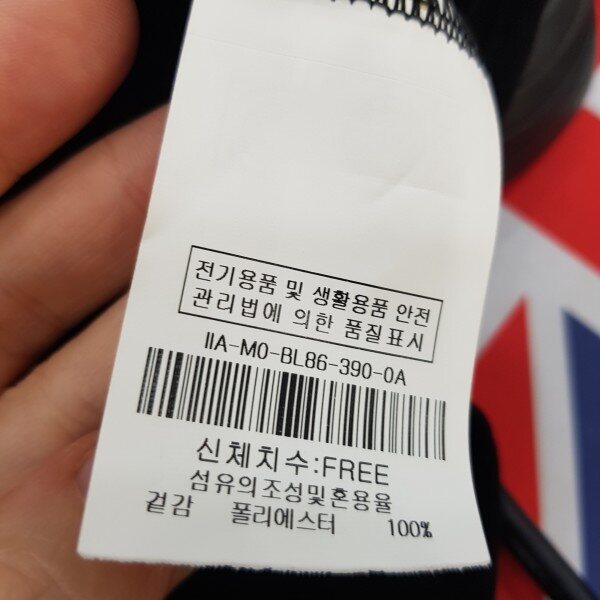 전기용품 및 생활용품 안전
관리법에 의한 품질표시
IIA-M0-BL86-390-0A
신체치수:FREE
섬유의조성및혼용율
겉감 폴리에스터 100%